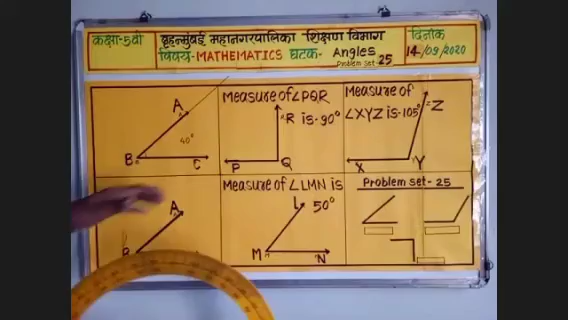 कक्षा-5वी
बृहन्मुंबई महानगरपालिका शिक्षण विभाग
दिनांक
विषय-MATHEMATICS घटक- Angles
14/09/2020
Problem set-25
A
40°
B
C
Measure of ∠PQR
R is-90°
P
Q
Measure of
∠XYZ is-105°
Z
X
Y
A
B
Measure of ∠LMN is
L
50°
M
N
Problem set-25